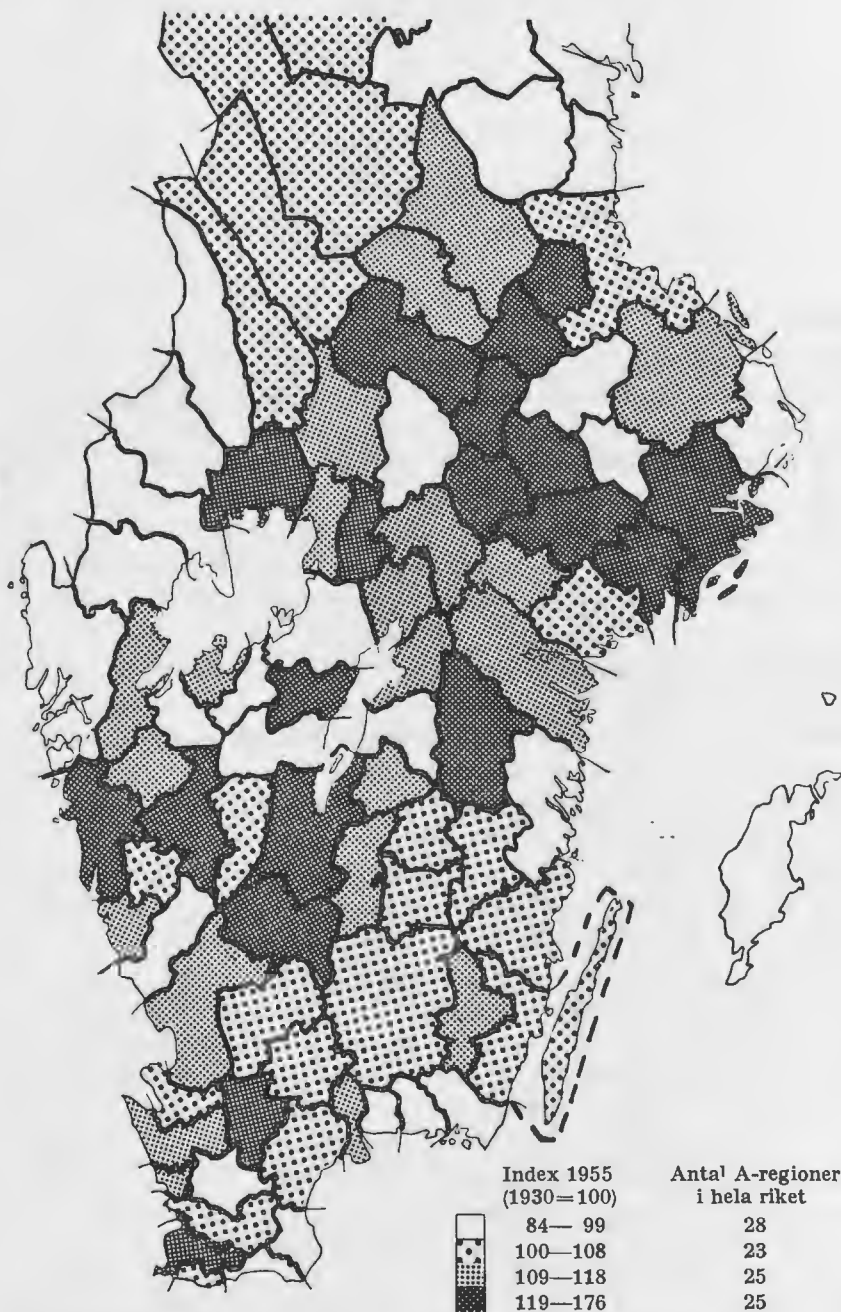 Index 1955 Antal A-regioner
(1930=100) i hela riket
84— 99 28
100—108 23
109—118 25
119—176 25